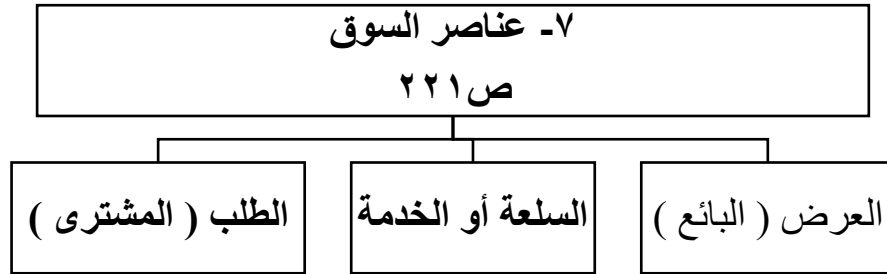 ٧- عناصر السوق
ص٢٢١
العرض ( البائع )
السلعة أو الخدمة
الطلب ( المشترى )